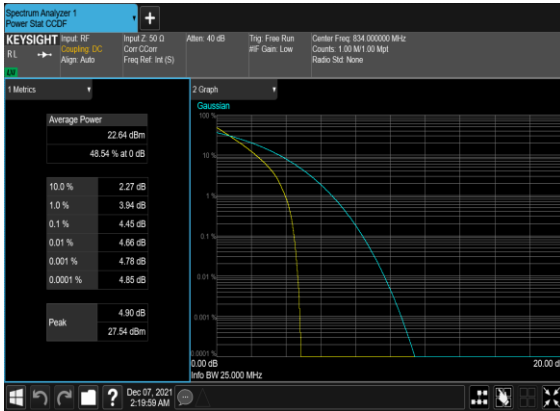 Spectrum Analyzer 1
Power Stat CCDF
+
KEYSIGHT
RL
Input: RF
Coupling: DC
Align: Auto
Input Z: 50 Ω
Corr CCorr
Freq Ref: Int (S)
Atten: 40 dB
Trig: Free Run
#IF Gain: Low
Center Freq: 834.000000 MHz
Counts: 1.00 M/1.00 Mpt
Radio Std: None
1 Metrics
Average Power
22.64 dBm
48.54 % at 0 dB
10.0 % 2.27 dB
1.0 % 3.94 dB
0.1 % 4.45 dB
0.01 % 4.66 dB
0.001 % 4.78 dB
0.0001 % 4.85 dB
Peak
4.90 dB
27.54 dBm
2 Graph
Gaussian
100 %
10 %
1 %
0.1 %
0.01 %
0.001 %
0.0001 %
0.00 dB
20.00 d
Info BW 25.000 MHz
?
Dec 07, 2021
2:19:59 AM